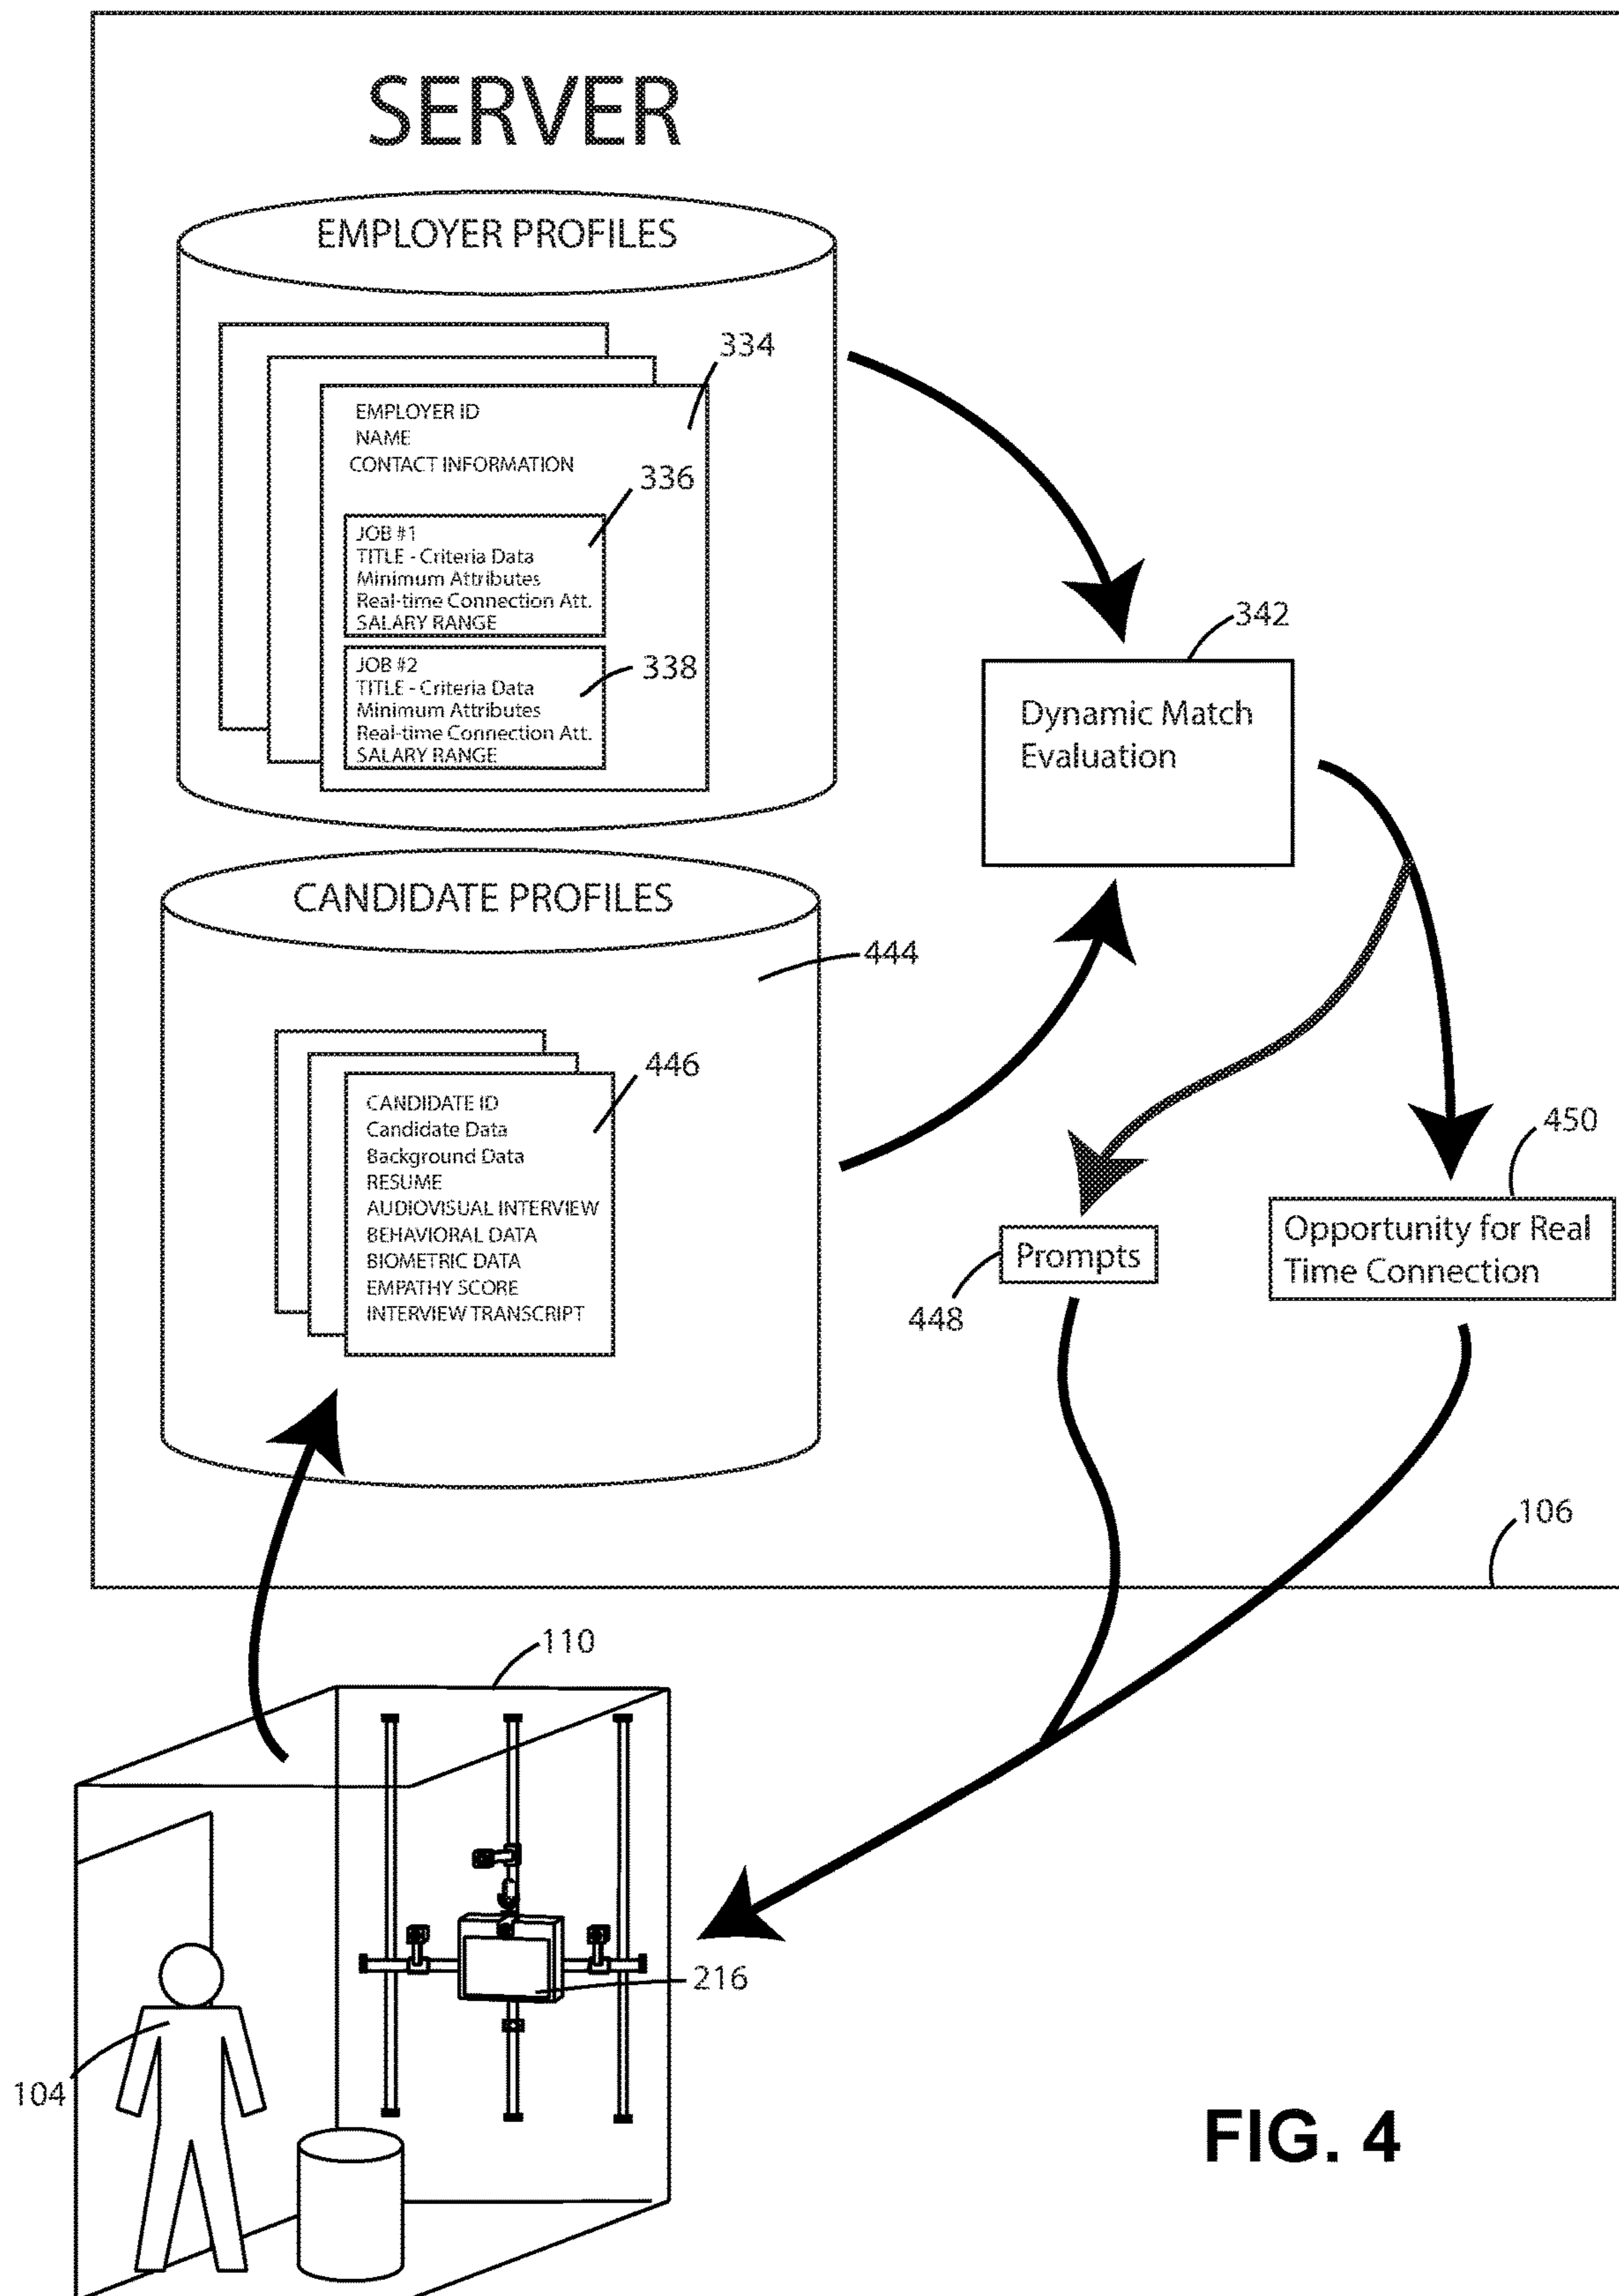 SERVER
EMPLOYER PROFILES
334
EMPLOYER ID
NAME
CONTACT INFORMATION
336
JOB #1
TITLE - Criteria Data
Minimum Attributes
Real-time Connection Att.
SALARY RANGE
338
JOB #2
TITLE - Criteria Data
Minimum Attributes
Real-time Connection Att.
SALARY RANGE
342
Dynamic Match
Evaluation
CANDIDATE PROFILES
444
446
CANDIDATE ID
Candidate Data
Background Data
RESUME
AUDIOVISUAL INTERVIEW
BEHAVIORAL DATA
BIOMETRIC DATA
EMPATHY SCORE
INTERVIEW TRANSCRIPT
450
Opportunity for Real
Time Connection
Prompts
448
106
110
216
104
FIG. 4